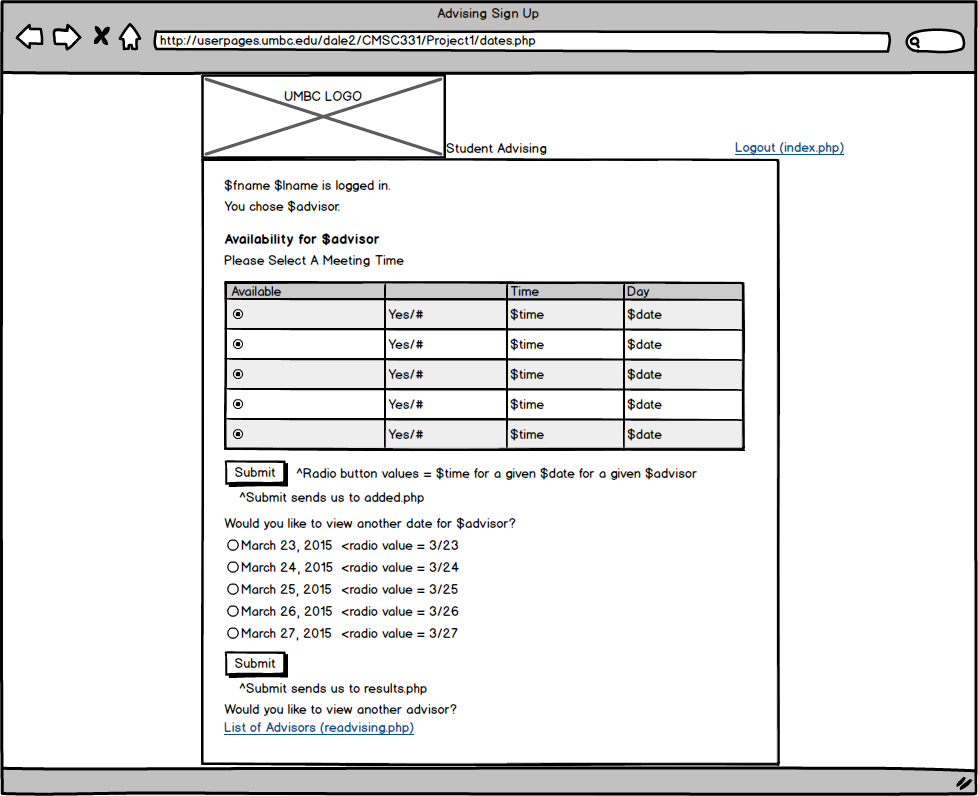 Advising Sign Up
http://userpages.umbc.edu/dale2/CMSC331/Project1/dates.php
UMBC LOGO
Student Advising
Logout (index.php)
$fname $lname is logged in.
You chose $advisor.
Availability for $advisor
Please Select A Meeting Time
Available Time Day
Yes/# $time $date
Yes/# $time $date
Yes/# $time $date
Yes/# $time $date
Yes/# $time $date
Submit ^Radio button values = $time for a given $date for a given $advisor
^Submit sends us to added.php
Would you like to view another date for $advisor?
March 23, 2015 <radio value = 3/23
March 24, 2015 <radio value = 3/24
March 25, 2015 <radio value = 3/25
March 26, 2015 <radio value = 3/26
March 27, 2015 <radio value = 3/27
Submit
^Submit sends us to results.php
Would you like to view another advisor?
List of Advisors (readvising.php)